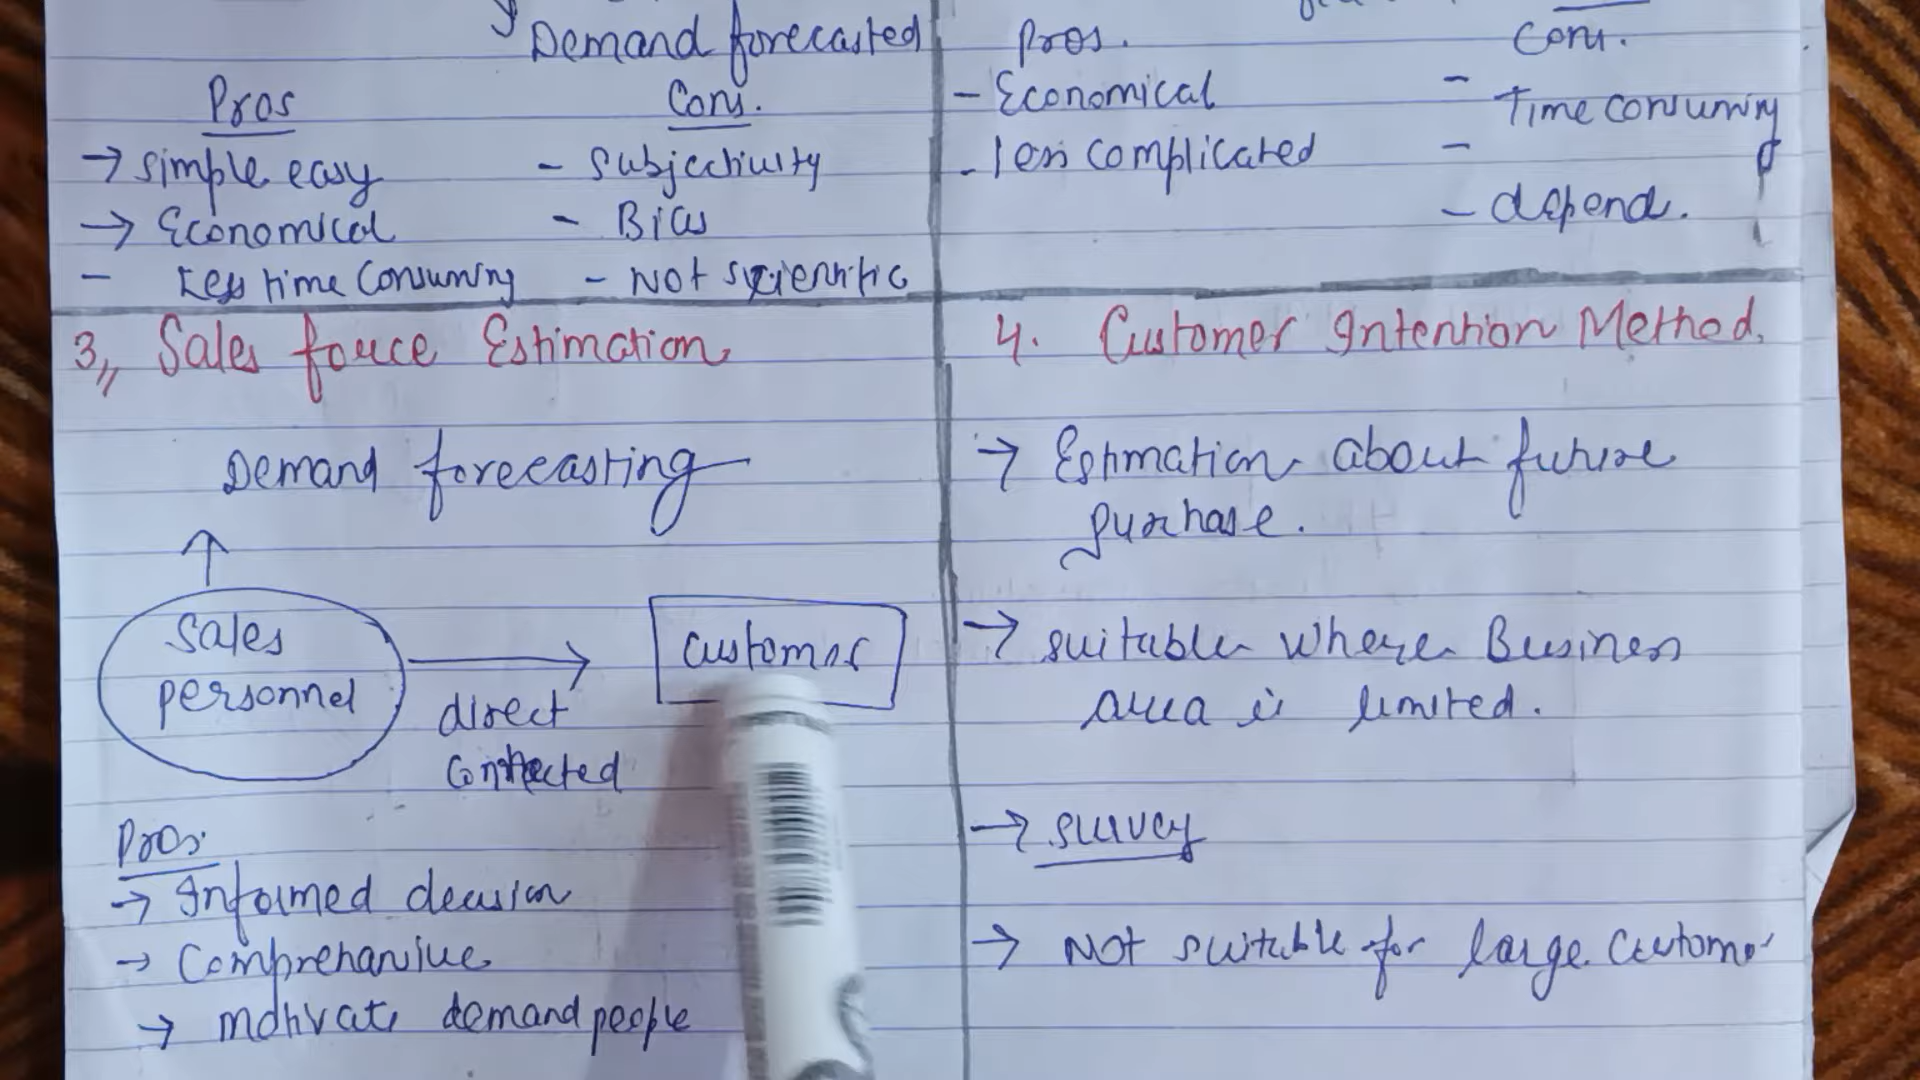 Demand forecasted
Pros
Cons.
→ simple easy
- Subjectivity
→ Economical
- Bias
- Less time Consuming
- Not scientific
Pros.
Cons.
- Economical
- Time consuming
- less complicated
-
- depend.
3,, Sales force Estimation
Demand forecasting
↑
Sales
personnel
→
direct
Connected
customer
Pros.
→ Informed decision
→ Comprehansive
→ motivate demand people
4. Customer Intention Method.
→ Estimation about future
purchase.
→ suitable where Business
area is limited.
→ survey
→ Not suitable for large Custome